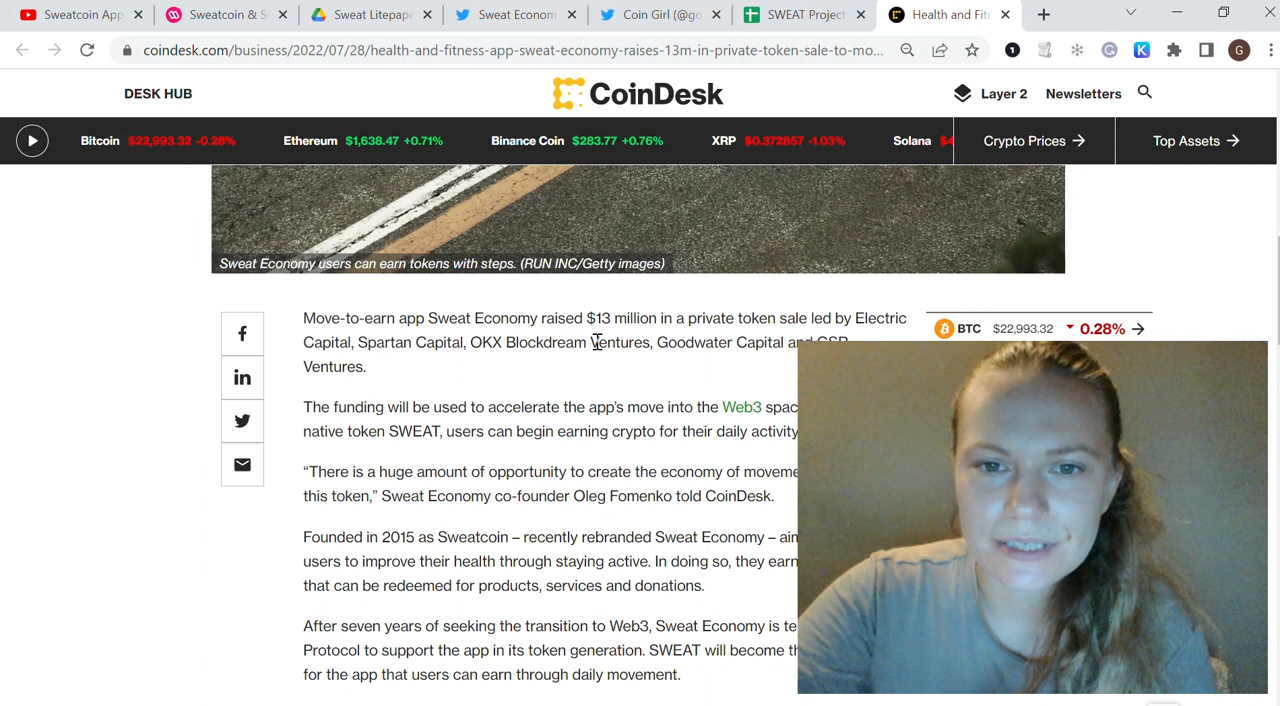 Sweatcoin App
Sweatcoin & S
Sweat Litepape
Sweat Econom
Coin Girl (@go
SWEAT Project
Health and Fit
coindesk.com/business/2022/07/28/health-and-fitness-app-sweat-economy-raises-13m-in-private-token-sale-to-mo...
1
G
K
G
DESK HUB
CoinDesk
Layer 2
Newsletters
Bitcoin $22,993.32 -0.28%
Ethereum $1,638.47 +0.71%
Binance Coin $283.77 +0.76%
XRP $0.372857 -1.03%
Solana
Crypto Prices →
Top Assets →
Sweat Economy users can earn tokens with steps. (RUN INC/Getty images)
Move-to-earn app Sweat Economy raised $13 million in a private token sale led by Electric
Capital, Spartan Capital, OKX Blockdream Ventures, Goodwater Capital and GSR
Ventures.
BTC $22,993.32 0.28% →
The funding will be used to accelerate the app's move into the Web3 spac
native token SWEAT, users can begin earning crypto for their daily activity
“There is a huge amount of opportunity to create the economy of moveme
this token,” Sweat Economy co-founder Oleg Fomenko told CoinDesk.
Founded in 2015 as Sweatcoin – recently rebranded Sweat Economy – aim
users to improve their health through staying active. In doing so, they earn
that can be redeemed for products, services and donations.
After seven years of seeking the transition to Web3, Sweat Economy is te
Protocol to support the app in its token generation. SWEAT will become th
for the app that users can earn through daily movement.